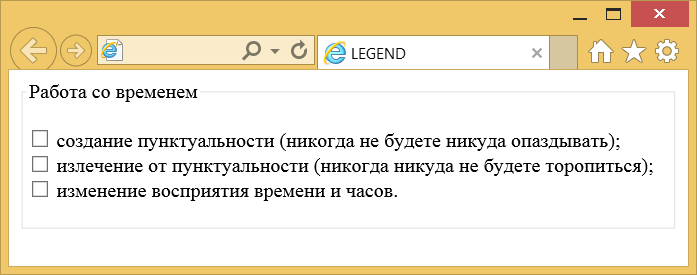 LEGEND
Работа со временем
создание пунктуальности (никогда не будете никуда опаздывать);
излечение от пунктуальности (никогда никуда не будете торопиться);
изменение восприятия времени и часов.